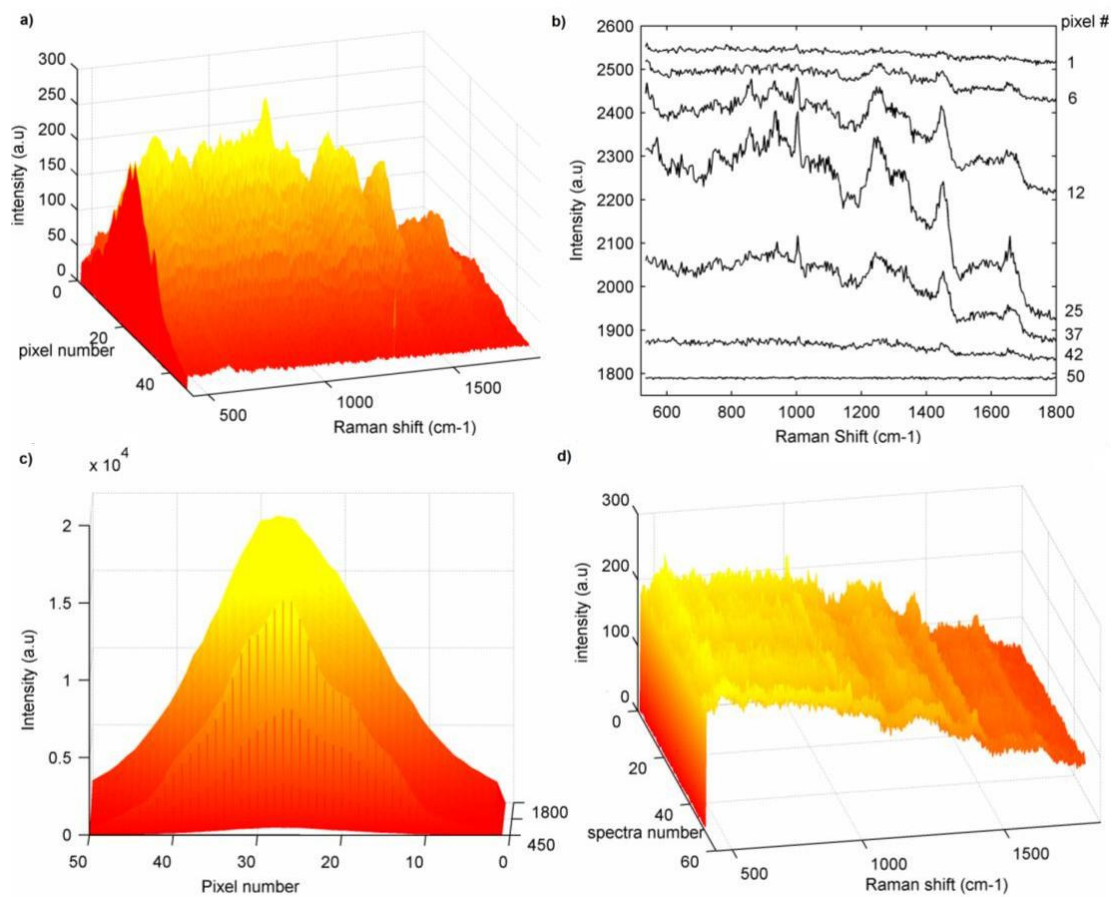 a)
300
250
200
150
100
50
0
intensity (a.u)
0
20
40
pixel number
500
1000
1500
Raman shift (cm-1)
b)
pixel #
2600
2500
2400
2300
2200
2100
2000
1900
1800
Intensity (a.u)
1
6
12
25
37
42
50
600 800 1000 1200 1400 1600 1800
Raman Shift (cm-1)
c)
x 10^4
2
1.5
1
0.5
0
Intensity (a.u)
1800
450
50 40 30 20 10 0
Pixel number
d)
300
200
100
0
intensity (a.u)
0
20
40
60
spectra number
500
1000
1500
Raman shift (cm-1)